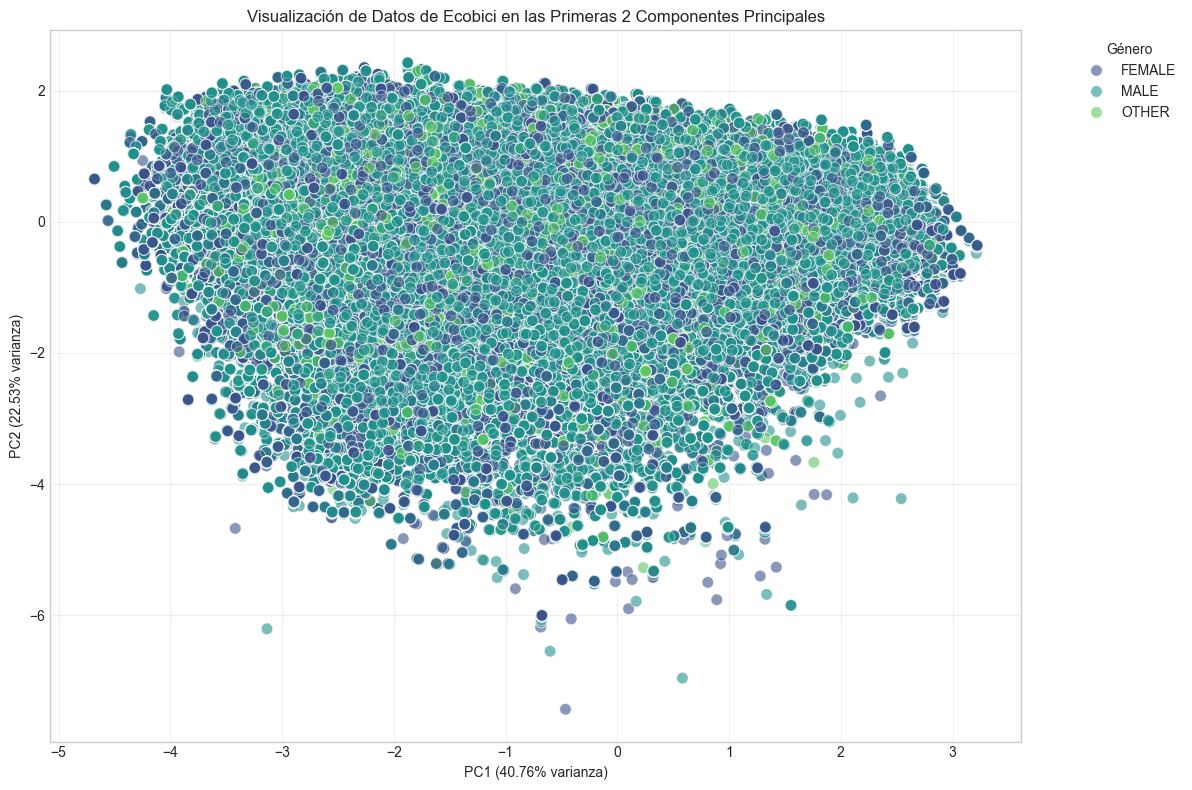 Visualización de Datos de Ecobici en las Primeras 2 Componentes Principales
Género
FEMALE
MALE
OTHER
2
0
−2
−4
−6
PC2 (22.53% varianza)
−5 −4 −3 −2 −1 0 1 2 3
PC1 (40.76% varianza)